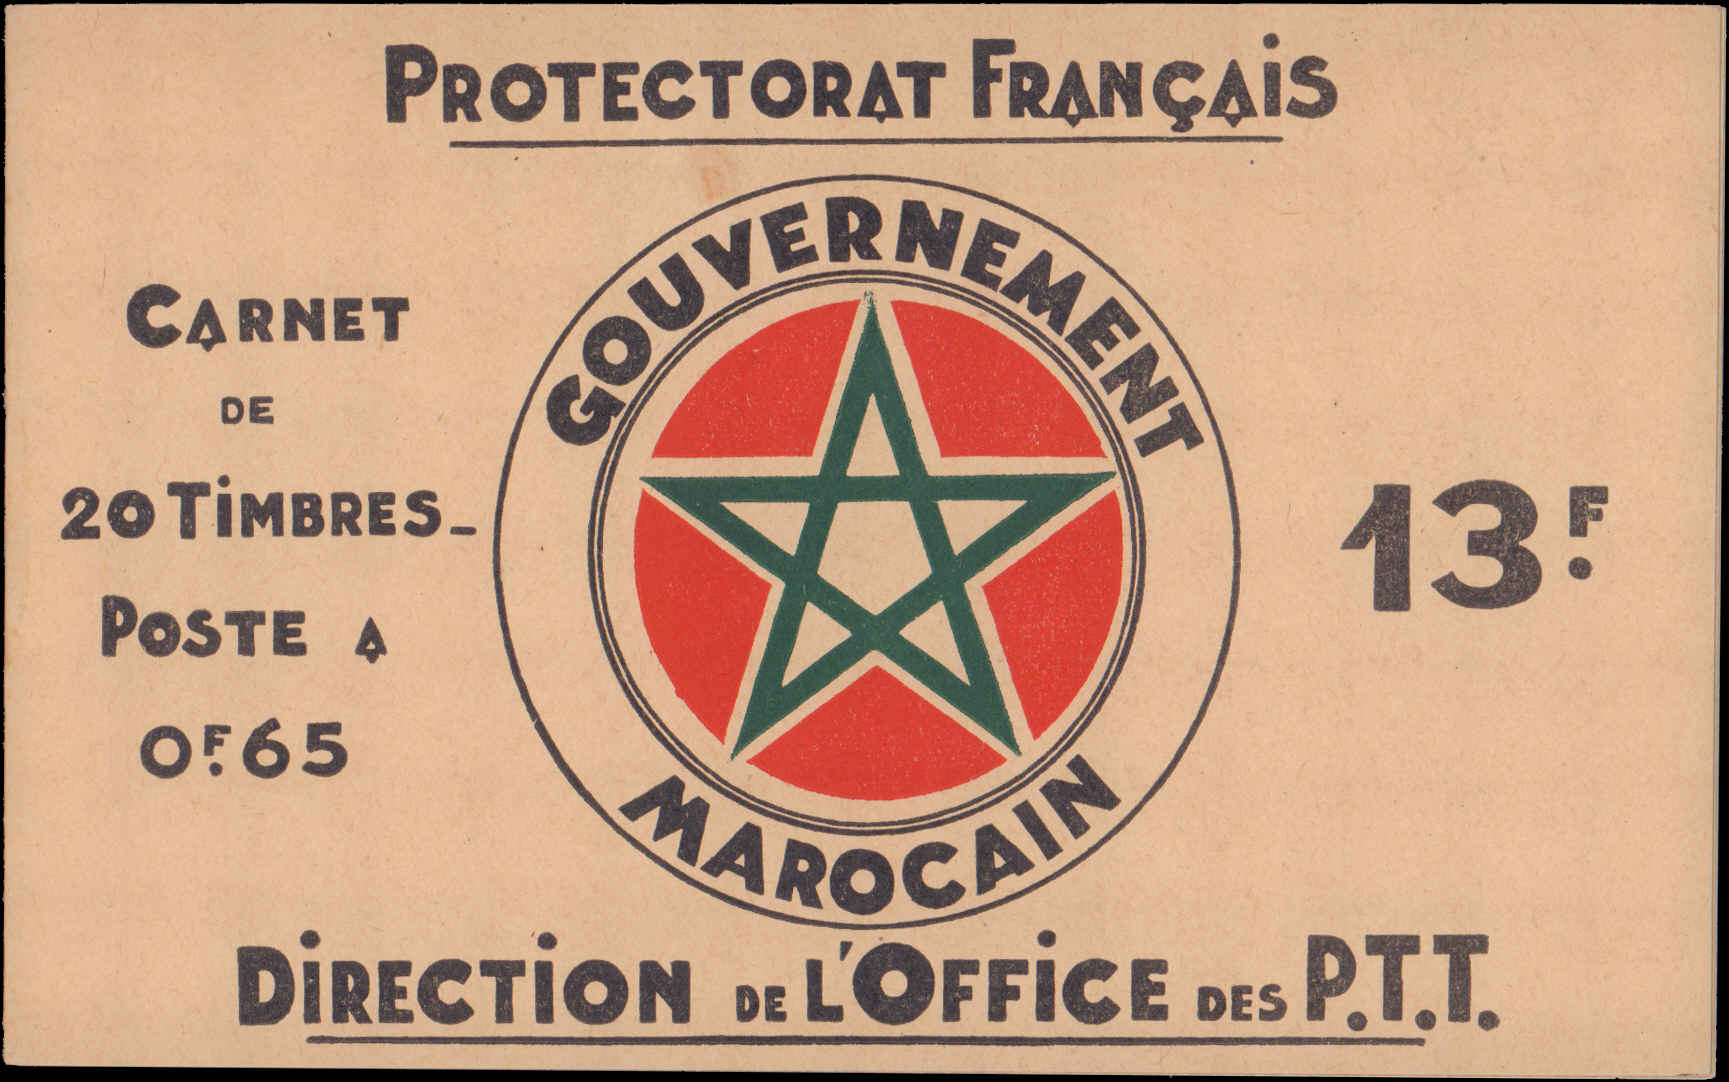 PROTECTORAT FRANÇAiS
GOUVERNEMENT
MAROCAIN
CARNET
DE
20 TiMBRES-
POSTE A
0F.65
13F.
DiRECTiON DE L'OFFiCE DES P.T.T.